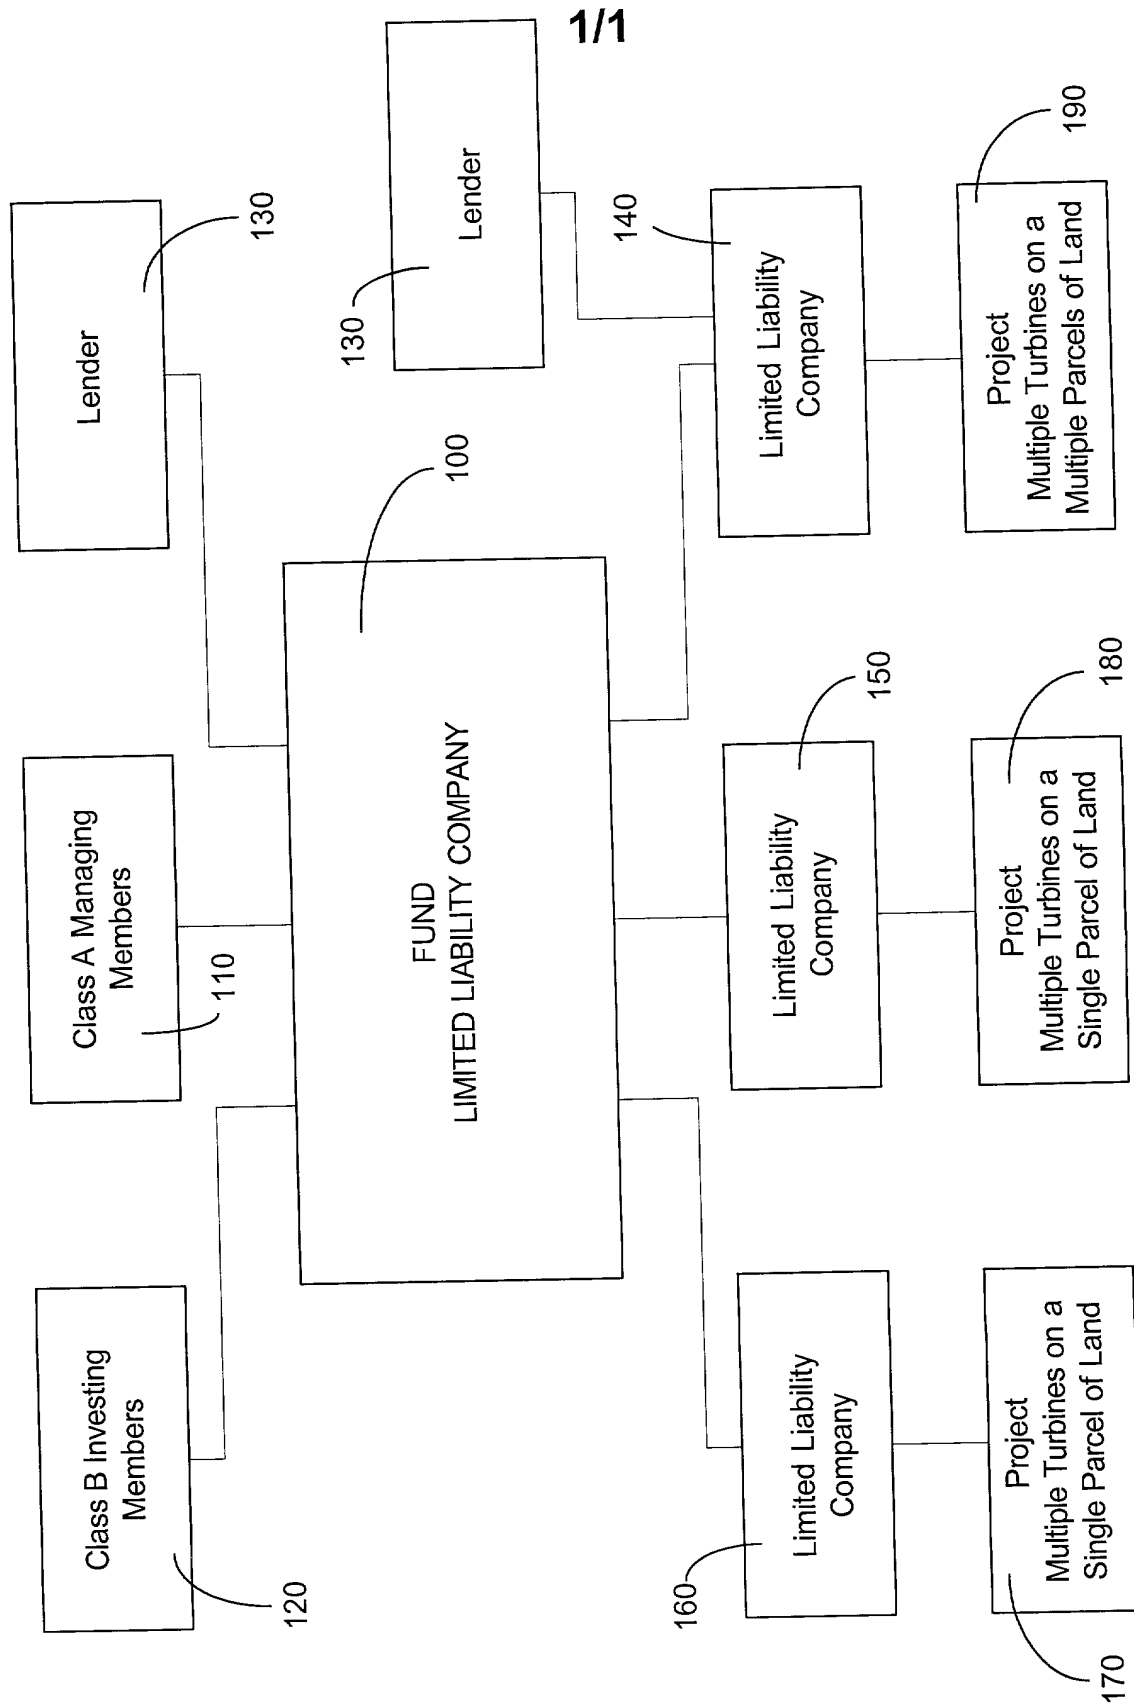 1/1
Class B Investing
Members
120
Class A Managing
Members
110
Lender
130
FUND
LIMITED LIABILITY COMPANY
100
Lender
130
Limited Liability
Company
160
Limited Liability
Company
150
Limited Liability
Company
140
Project
Multiple Turbines on a
Single Parcel of Land
170
Project
Multiple Turbines on a
Single Parcel of Land
180
Project
Multiple Turbines on a
Multiple Parcels of Land
190